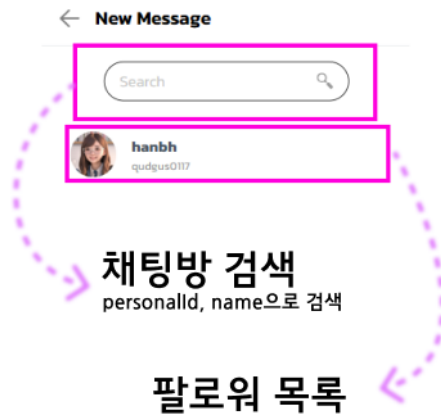 New Message
Search
hanbh
qudgus0117
채팅방 검색
personalId, name으로 검색
팔로워 목록